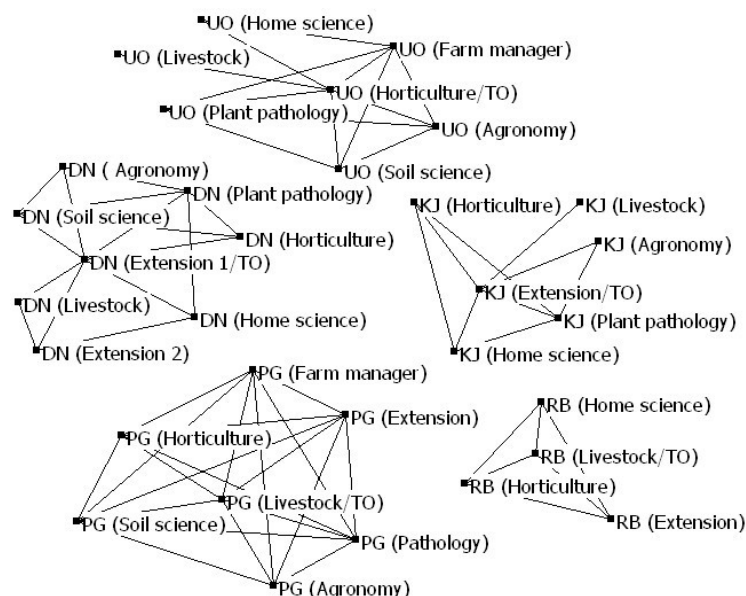 UO (Home science)
UO (Farm manager)
UO (Livestock)
UO (Horticulture/TO)
UO (Plant pathology)
UO (Agronomy)
UO (Soil science)
DN ( Agronomy)
DN (Plant pathology)
DN (Soil science)
DN (Horticulture)
DN (Extension 1/TO)
DN (Livestock)
DN (Home science)
DN (Extension 2)
KJ (Horticulture)
KJ (Livestock)
KJ (Agronomy)
KJ (Extension/TO)
KJ (Plant pathology)
KJ (Home science)
PG (Farm manager)
PG (Extension)
PG (Horticulture)
PG (Livestock/TO)
PG (Soil science)
PG (Pathology)
PG (Agronomy)
RB (Home science)
RB (Livestock/TO)
RB (Horticulture)
RB (Extension)